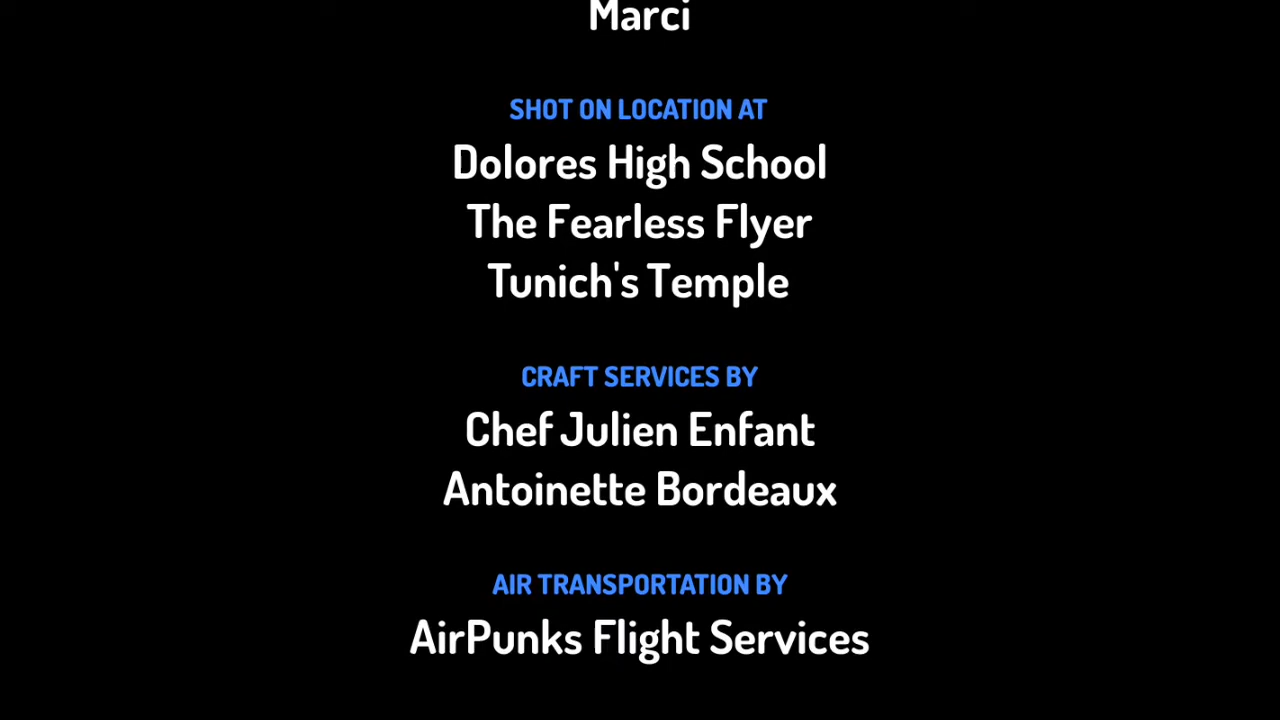 Marci
SHOT ON LOCATION AT
Dolores High School
The Fearless Flyer
Tunich's Temple
CRAFT SERVICES BY
Chef Julien Enfant
Antoinette Bordeaux
AIR TRANSPORTATION BY
AirPunks Flight Services